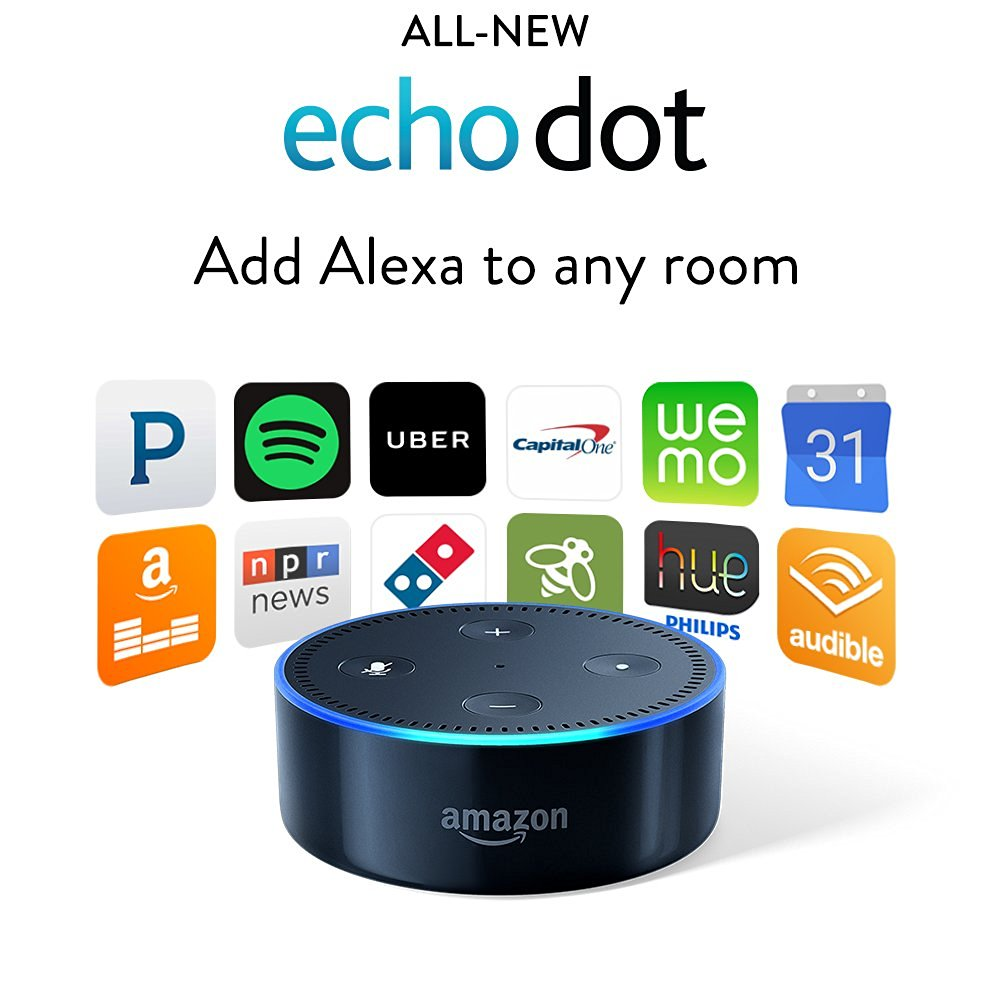 ALL-NEW
echo dot
Add Alexa to any room
P
UBER
Capital One
we
mo
31
a
npr
news
hue
PHILIPS
audible
amazon